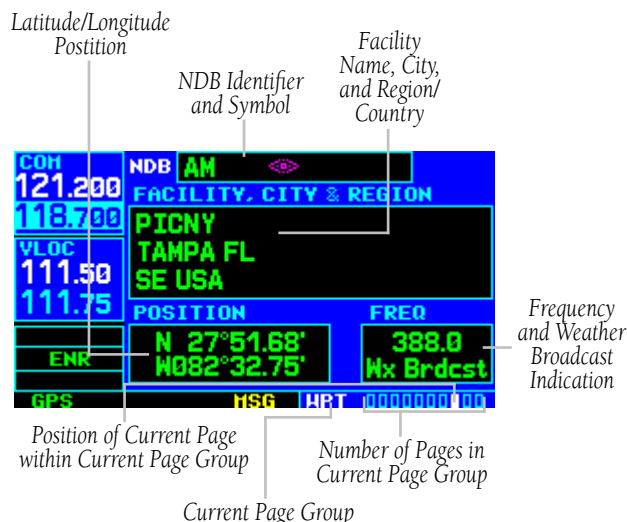 Latitude/Longitude
Postition
NDB Identifier
and Symbol
Facility
Name, City,
and Region/
Country
COM
121.200
118.700
VLOC
111.50
111.75
ENR
GPS
NDB AM
FACILITY, CITY & REGION
PICNY
TAMPA FL
SE USA
POSITION
N 27°51.68'
W082°32.75'
FREQ
388.0
Wx Brdcst
MSG
WPT
Frequency
and Weather
Broadcast
Indication
Position of Current Page
within Current Page Group
Number of Pages in
Current Page Group
Current Page Group